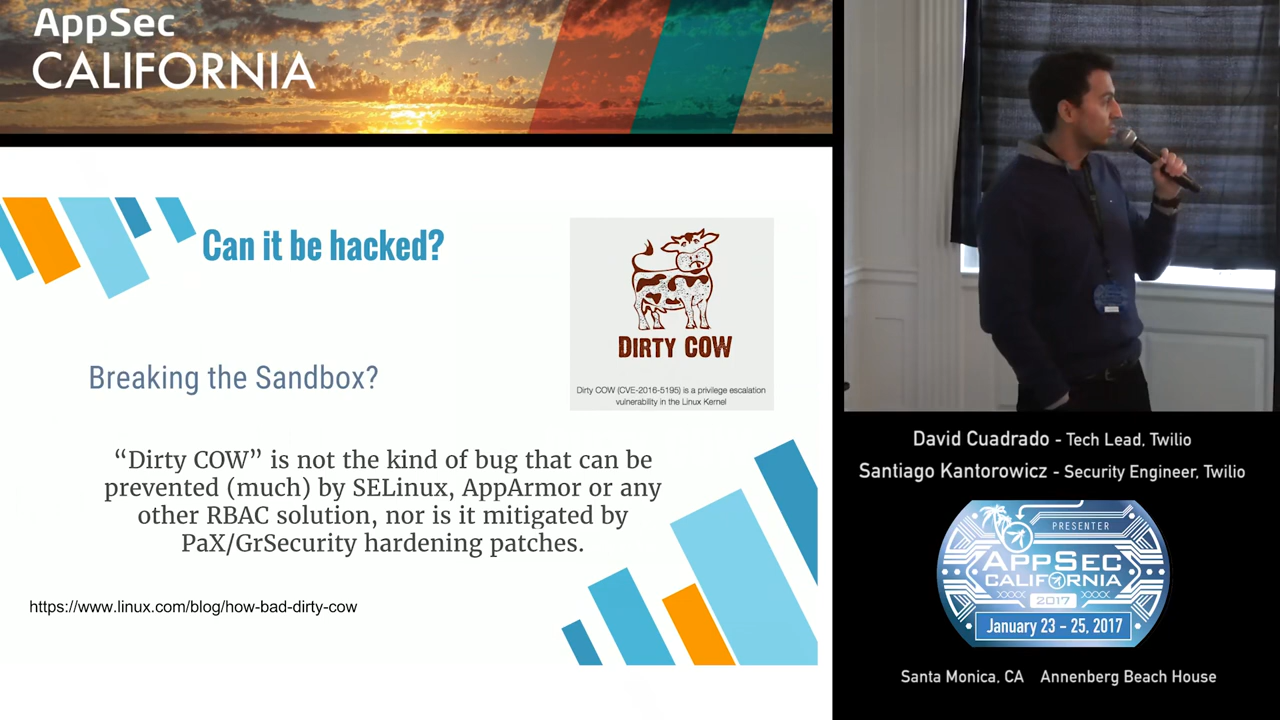 AppSec
CALIFORNIA
Can it be hacked?
DIRTY COW
Dirty COW (CVE-2016-5195) is a privilege escalation
vulnerability in the Linux Kernel
Breaking the Sandbox?
“Dirty COW” is not the kind of bug that can be
prevented (much) by SELinux, AppArmor or any
other RBAC solution, nor is it mitigated by
PaX/GrSecurity hardening patches.
https://www.linux.com/blog/how-bad-dirty-cow
David Cuadrado - Tech Lead, Twilio
Santiago Kantorowicz - Security Engineer, Twilio
PRESENTER
APPSEC
CALIFORNIA
2017
January 23 - 25, 2017
Santa Monica, CA Annenberg Beach House